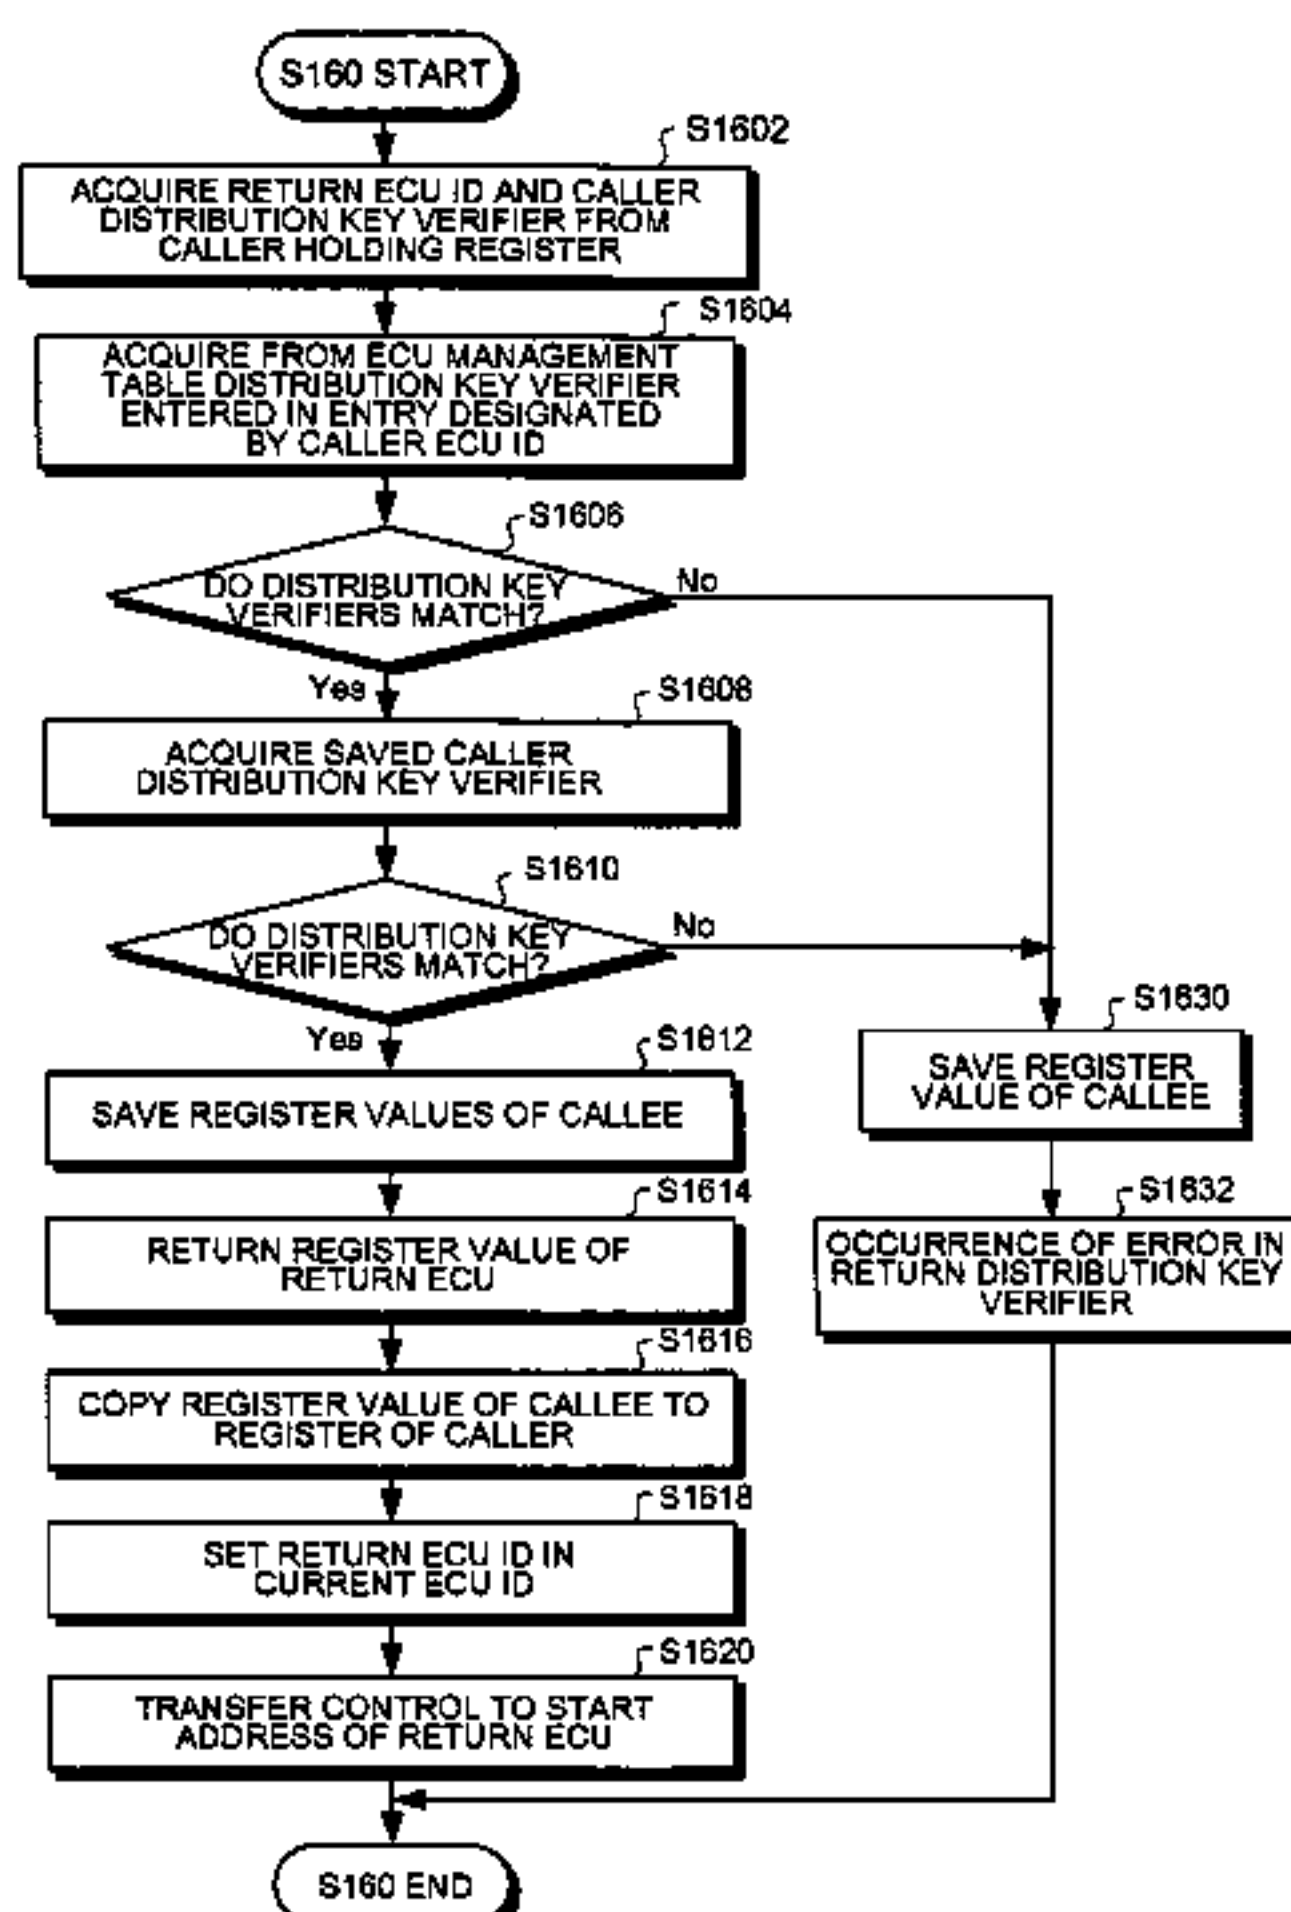 S160 START
S1602
ACQUIRE RETURN ECU ID AND CALLER
DISTRIBUTION KEY VERIFIER FROM
CALLER HOLDING REGISTER
S1604
ACQUIRE FROM ECU MANAGEMENT
TABLE DISTRIBUTION KEY VERIFIER
ENTERED IN ENTRY DESIGNATED
BY CALLER ECU ID
S1606
DO DISTRIBUTION KEY
VERIFIERS MATCH?
No
Yes
S1608
ACQUIRE SAVED CALLER
DISTRIBUTION KEY VERIFIER
S1610
DO DISTRIBUTION KEY
VERIFIERS MATCH?
No
Yes
S1612
SAVE REGISTER VALUES OF CALLEE
S1630
SAVE REGISTER
VALUE OF CALLEE
S1614
RETURN REGISTER VALUE OF
RETURN ECU
S1632
OCCURRENCE OF ERROR IN
RETURN DISTRIBUTION KEY
VERIFIER
S1616
COPY REGISTER VALUE OF CALLEE TO
REGISTER OF CALLER
S1618
SET RETURN ECU ID IN
CURRENT ECU ID
S1620
TRANSFER CONTROL TO START
ADDRESS OF RETURN ECU
S160 END